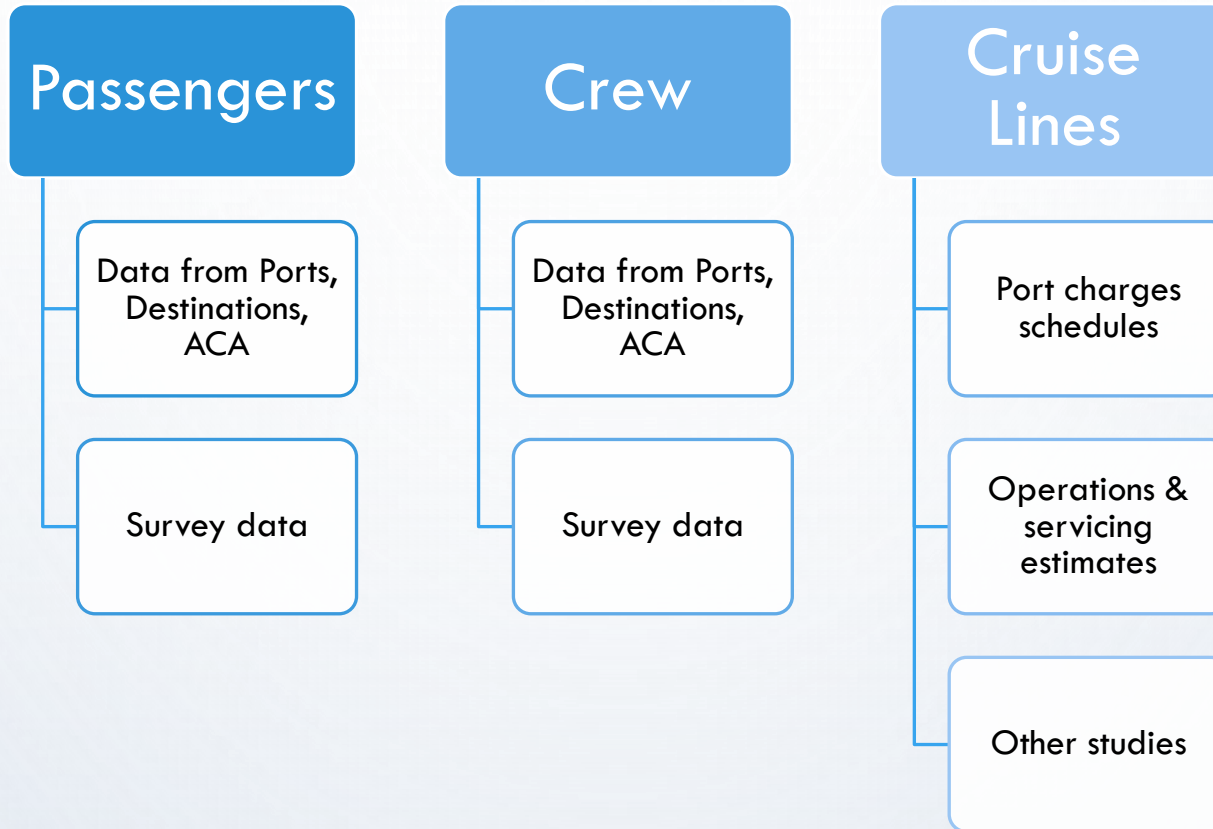 Passengers
Data from Ports,
Destinations,
ACA
Survey data
Crew
Data from Ports,
Destinations,
ACA
Survey data
Cruise
Lines
Port charges
schedules
Operations &
servicing
estimates
Other studies